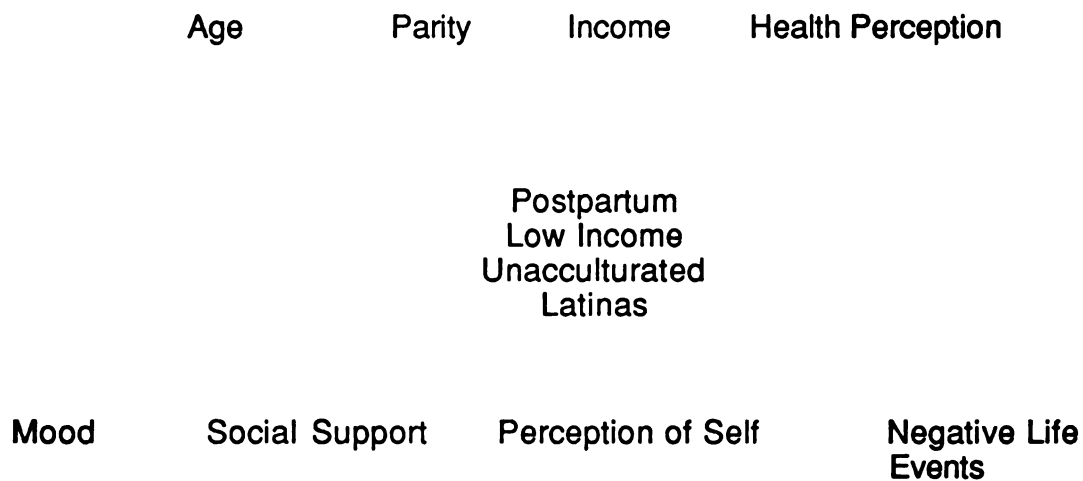 Age Parity Income Health Perception
Postpartum
Low Income
Unacculturated
Latinas
Mood Social Support Perception of Self Negative Life
Events